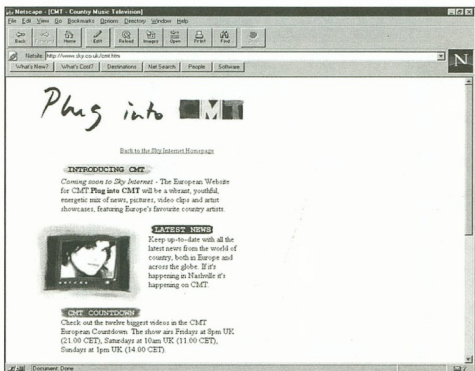 Netscape - [CMT - Country Music Television]
File Edit View Go Bookmarks Options Directory Window Help
Back Forward Home Edit Reload Images Open Print Find
Netsite: http://www.sky.co.uk/cmt.htm
What's New? What's Cool? Destinations Net Search People Software
N
Plug into CMT
Back to the Sky Internet Homepage
INTRODUCING CMT
Coming soon to Sky Internet - The European Website
for CMT. Plug into CMT will be a vibrant, youthful,
energetic mix of news, pictures, video clips and artist
showcases, featuring Europe's favourite country artists.
LATEST NEWS
Keep up-to-date with all the
latest news from the world of
country, both in Europe and
across the globe. If it's
happening in Nashville it's
happening on CMT.
CMT COUNTDOWN
Check out the twelve biggest videos in the CMT
European Countdown. The show airs Fridays at 8pm UK
(21.00 CET), Saturdays at 10am UK (11.00 CET),
Sundays at 1pm UK (14.00 CET).
Document: Done